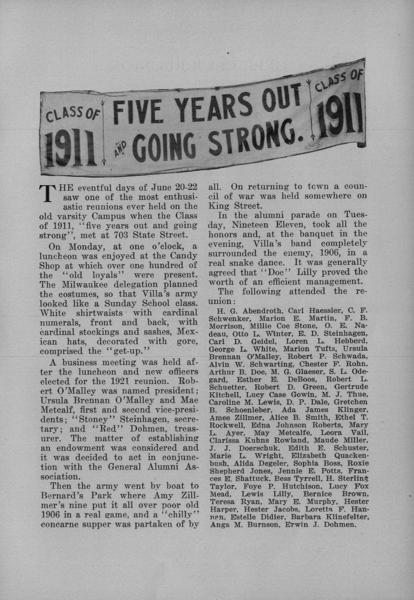 CLASS OF
1911
FIVE YEARS OUT
AND GOING STRONG.
CLASS OF
1911
THE eventful days of June 20-22
saw one of the most enthusi-
astic reunions ever held on the
old varsity Campus when the Class
of 1911, "five years out and going
strong", met at 703 State Street.
On Monday, at one o'clock, a
luncheon was enjoyed at the Candy
Shop at which over one hundred of
the "old loyals" were present.
The Milwaukee delegation planned
the costumes, so that Villa's army
looked like a Sunday School class.
White shirtwaists with cardinal
numerals, front and back, with
cardinal stockings and sashes, Mex-
ican hats, decorated with gore,
comprised the "get-up."
A business meeting was held af-
ter the luncheon and new officers
elected for the 1921 reunion. Rob-
ert O'Malley was named president;
Ursula Brennan O'Malley and Mae
Metcalf, first and second vice-presi-
dents; "Stoney" Steinhagen, secre-
tary; and "Red" Dohmen, treas-
urer. The matter of establishing
an endowment was considered and
it was decided to act in conjunc-
tion with the General Alumni As-
sociation.
Then the army went by boat to
Bernard's Park where Amy Zill-
mer's nine put it all over poor old
1906 in a real game, and a "chilly"
concarne supper was partaken of by
all. On returning to town a coun-
cil of war was held somewhere on
King Street.
In the alumni parade on Tues-
day, Nineteen Eleven, took all the
honors and, at the banquet in the
evening, Villa's band completely
surrounded the enemy, 1906, in a
real snake dance. It was generally
agreed that "Doe" Lilly proved the
worth of an efficient management.
The following attended the re-
union:
H. G. Abendroth, Carl Haessler, C. F.
Schwenker, Marion E. Martin, F. B.
Morrison, Millie Coe Stone, O. E. Na-
deau, Otto L. Winter, E. D. Steinhagen,
Carl D. Geidel, Loren L. Hebberd,
George L. White, Marion Tufts, Ursula
Brennan O'Malley, Robert P. Schwada,
Alvin W. Schwarting, Chester F. Rohn,
Arthur B. Doe, M. G. Glaeser, S. L. Ode-
gard, Esther E. DeBoos, Robert L.
Schuetter, Robert D. Green, Gertrude
Kitchell, Lucy Case Gowin, M. J. Thue,
Caroline M. Lewis, D. P. Dale, Gretchen
B. Schoenleber, Ada James Klinger,
Amee Zillmer, Alice B. Smith, Ethel T.
Rockwell, Edna Johnson Roberts, Mary
L. Ayer, May Metcalfe, Loora Vail,
Clarissa Kuhns Rowland, Maude Miller,
J. J. Doerschuk, Edith E. Schuster,
Marie L. Wright, Elizabeth Quacken-
bush, Alida Degeler, Sophia Boss, Roxie
Shepherd Jones, Jennie E. Potts, Fran-
ces E. Shattuck, Bess Tyrrell, H. Sterling
Taylor, Foye P. Hutchison, Lucy Fox
Mead, Lewis Lilly, Bernice Brown,
Teresa Ryan, Mary E. Murphy, Hester
Harper, Hester Jacobs, Loretta F. Han-
nen, Estelle Didier, Barbara Klinefelter,
Anga M. Burnson, Erwin J. Dohmen.